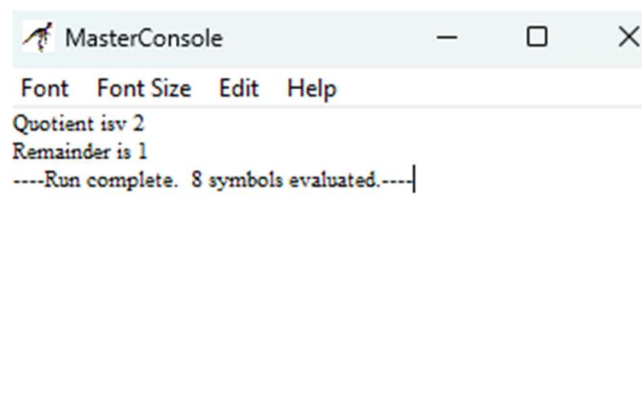 MasterConsole
Font Font Size Edit Help
Quotient isv 2
Remainder is 1
----Run complete.  8 symbols evaluated.----